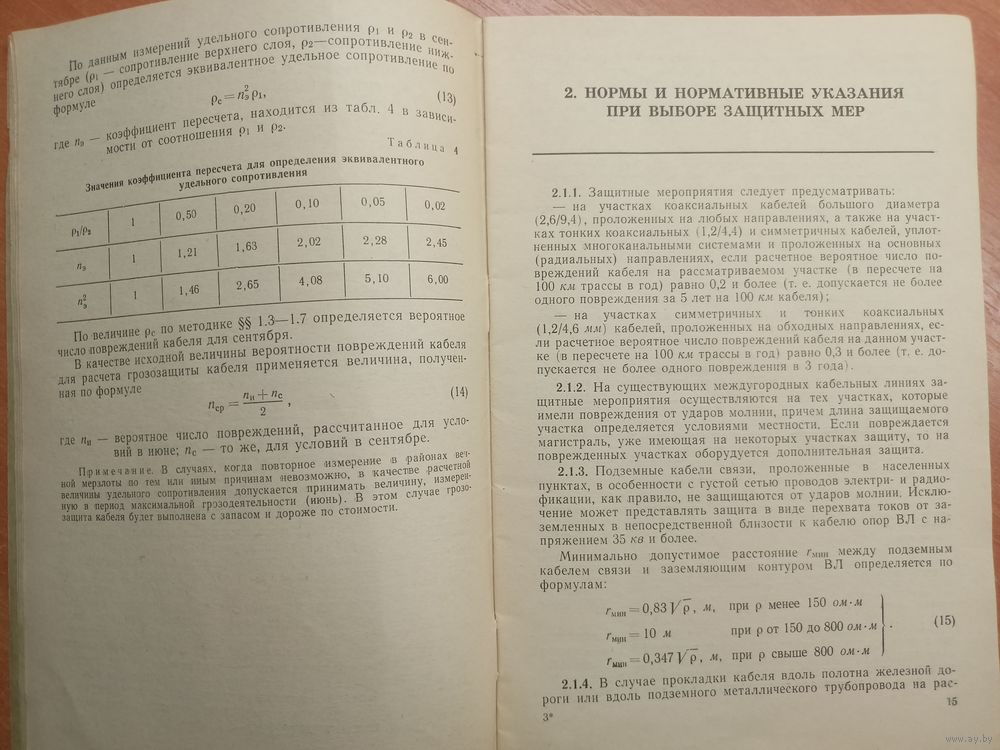 По данным измерений удельного сопротивления ρ₁ и ρ₂ в сен-
тябре (ρ₁ — сопротивление верхнего слоя, ρ₂—сопротивление ниж-
него слоя) определяется эквивалентное удельное сопротивление по
формуле
ρс = n²э ρ₁, (13)
где nэ — коэффициент пересчета, находится из табл. 4 в зависи-
мости от соотношения ρ₁ и ρ₂.
Таблица 4
Значения коэффициента пересчета для определения эквивалентного
удельного сопротивления
ρ₁/ρ₂ 1 0,50 0,20 0,10 0,05 0,02
nэ 1 1,21 1,63 2,02 2,28 2,45
n²э 1 1,46 2,65 4,08 5,10 6,00
По величине ρс по методике §§ 1.3—1.7 определяется вероятное
число повреждений кабеля для сентября.
В качестве исходной величины вероятности повреждений кабеля
для расчета грозозащиты кабеля применяется величина, получен-
ная по формуле
nср = (nи + nс)/2, (14)
где nи — вероятное число повреждений, рассчитанное для усло-
вий в июне; nс — то же, для условий в сентябре.
Примечание. В случаях, когда повторное измерение в районах веч-
ной мерзлоты по тем или иным причинам невозможно, в качестве расчетной
величины удельного сопротивления допускается принимать величину, измерен-
ную в период максимальной грозодеятельности (июнь). В этом случае грозо-
защита кабеля будет выполнена с запасом и дороже по стоимости.
2. НОРМЫ И НОРМАТИВНЫЕ УКАЗАНИЯ
ПРИ ВЫБОРЕ ЗАЩИТНЫХ МЕР
2.1.1. Защитные мероприятия следует предусматривать:
— на участках коаксиальных кабелей большого диаметра
(2,6/9,4), проложенных на любых направлениях, а также на участ-
ках тонких коаксиальных (1,2/4,4) и симметричных кабелей, уплот-
ненных многоканальными системами и проложенных на основных
(радиальных) направлениях, если расчетное вероятное число по-
вреждений кабеля на рассматриваемом участке (в пересчете на
100 км трассы в год) равно 0,2 и более (т. е. допускается не более
одного повреждения за 5 лет на 100 км кабеля);
— на участках симметричных и тонких коаксиальных
(1,2/4,6 мм) кабелей, проложенных на обходных направлениях, ес-
ли расчетное вероятное число повреждений кабеля на данном участ-
ке (в пересчете на 100 км трассы в год) равно 0,3 и более (т. е. до-
пускается не более одного повреждения в 3 года).
2.1.2. На существующих междугородных кабельных линиях за-
щитные мероприятия осуществляются на тех участках, которые
имели повреждения от ударов молнии, причем длина защищаемого
участка определяется условиями местности. Если повреждается
магистраль, уже имеющая на некоторых участках защиту, то на
поврежденных участках оборудуется дополнительная защита.
2.1.3. Подземные кабели связи, проложенные в населенных
пунктах, в особенности с густой сетью проводов электри- и радио-
фикации, как правило, не защищаются от ударов молнии. Исклю-
чение может представлять защита в виде перехвата токов от за-
земленных в непосредственной близости к кабелю опор ВЛ с на-
пряжением 35 кв и более.
Минимально допустимое расстояние rмин между подземным
кабелем связи и заземляющим контуром ВЛ определяется по
формулам:
rмин = 0,83 √ρ, м, при ρ менее 150 ом·м
rмин = 10 м при ρ от 150 до 800 ом·м . (15)
rмин = 0,347 √ρ, м, при ρ свыше 800 ом·м
2.1.4. В случае прокладки кабеля вдоль полотна железной до-
роги или вдоль подземного металлического трубопровода на рас-
3* 15
www.ay.by